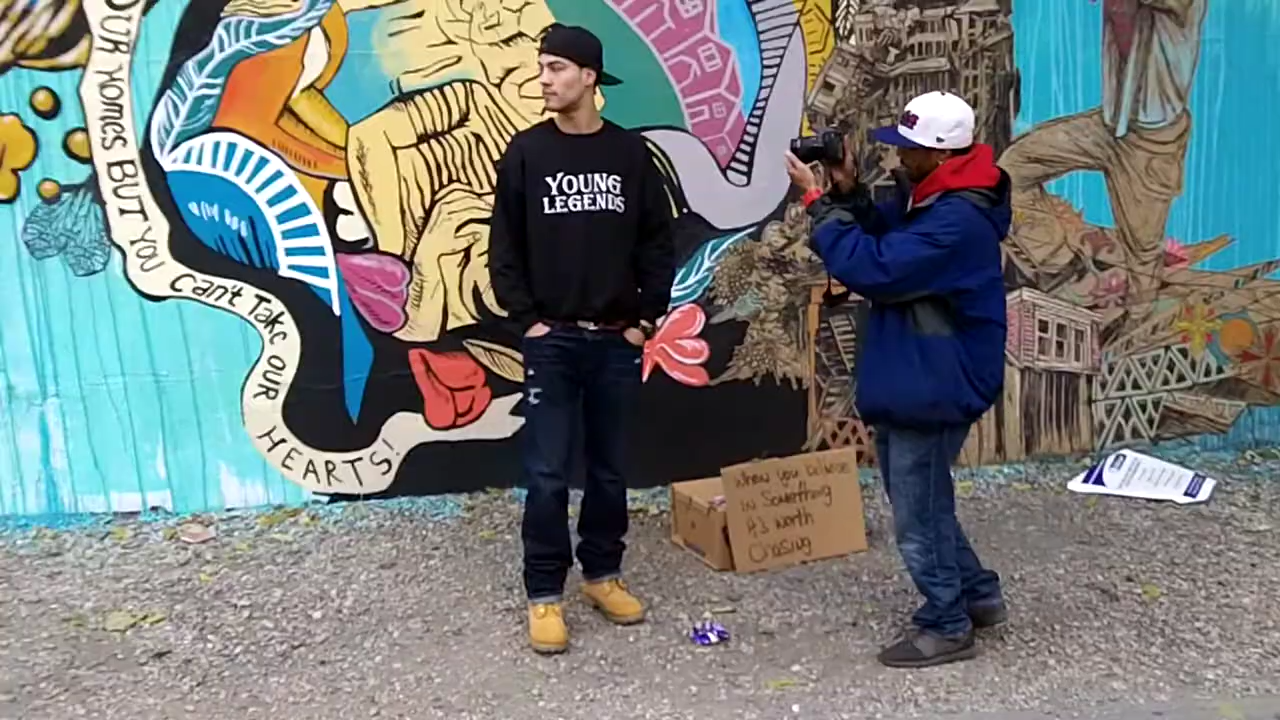 OUR HOMES BUT YOU can't Take OUR HEARTS!
YOUNG
LEGENDS
When you believe
in Something
it's worth
Chasing